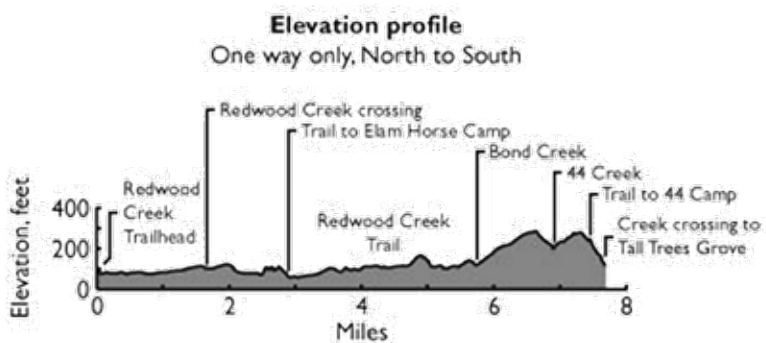 Elevation profile
One way only, North to South
Redwood Creek crossing
Trail to Elam Horse Camp
Bond Creek
44 Creek
Trail to 44 Camp
Creek crossing to
Tall Trees Grove
Redwood
Creek
Trailhead
Redwood Creek
Trail
Elevation, feet
400
200
0
0 2 4 6 8
Miles